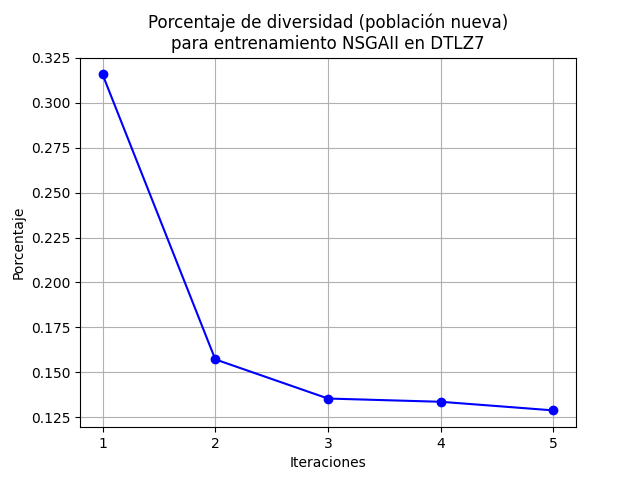 Porcentaje de diversidad (población nueva)
para entrenamiento NSGAII en DTLZ7
0.325
0.300
0.275
0.250
0.225
0.200
0.175
0.150
0.125
Porcentaje
1 2 3 4 5
Iteraciones